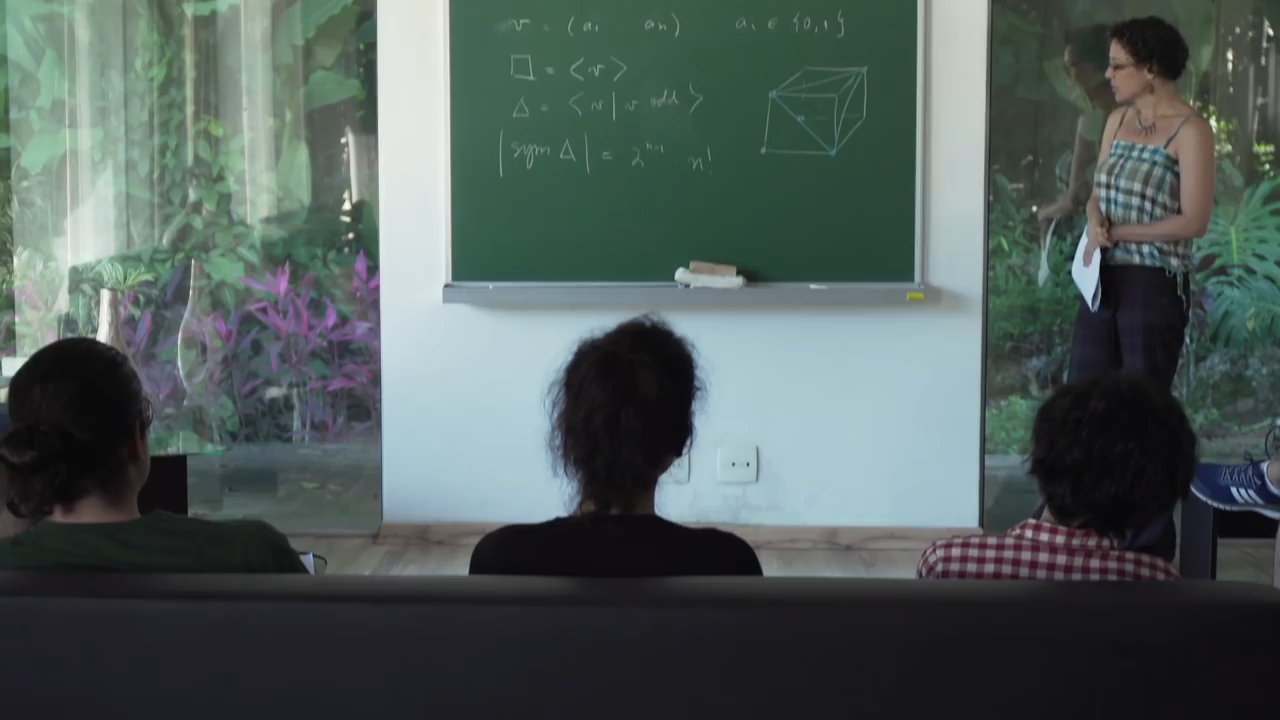 v = (a₁ aₙ) aᵢ ∈ {0,1}
□ = <v>
Δ = <v | v odd>
|sym Δ| = 2ⁿ⁻¹ n!